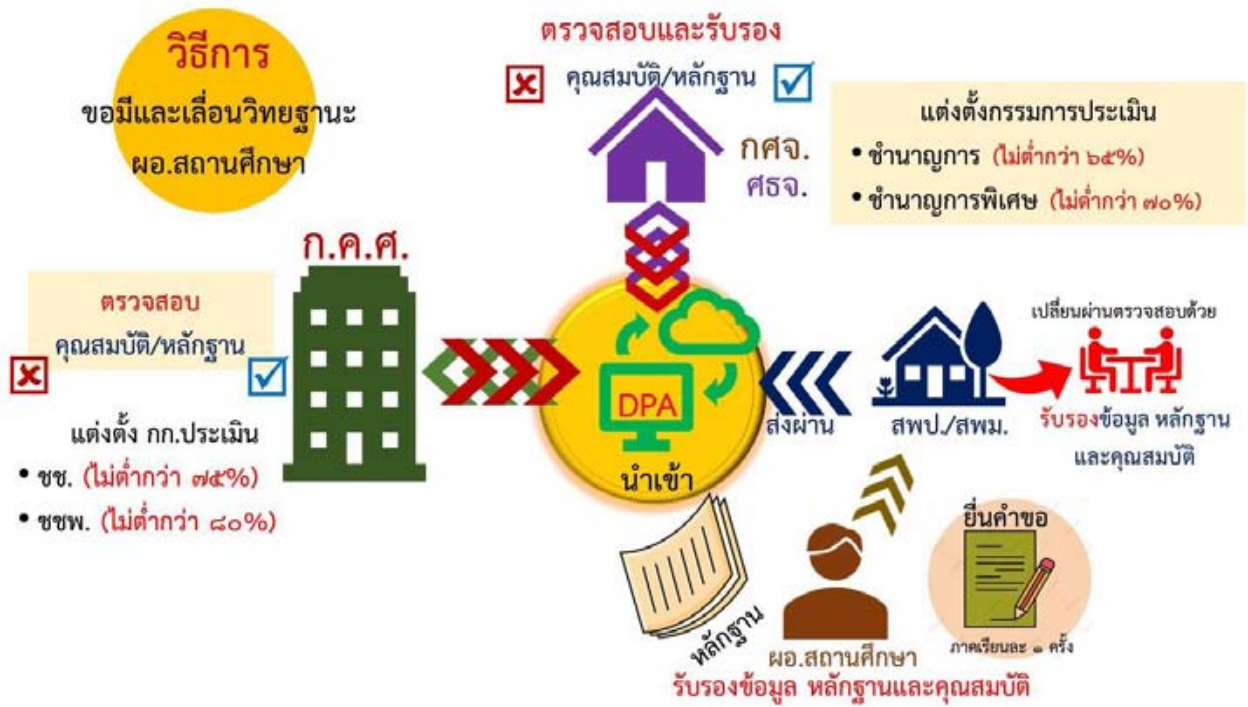 วิธีการ
ขอมีและเลื่อนวิทยฐานะ
ผอ.สถานศึกษา
ตรวจสอบและรับรอง
คุณสมบัติ/หลักฐาน
กศจ.
ศธจ.
แต่งตั้งกรรมการประเมิน
• ชำนาญการ (ไม่ต่ำกว่า ๖๕%)
• ชำนาญการพิเศษ (ไม่ต่ำกว่า ๗๐%)
ก.ค.ศ.
ตรวจสอบ
คุณสมบัติ/หลักฐาน
แต่งตั้ง กก.ประเมิน
• ชช. (ไม่ต่ำกว่า ๗๕%)
• ชชพ. (ไม่ต่ำกว่า ๘๐%)
DPA
นำเข้า
ส่งผ่าน
สพป./สพม.
เปลี่ยนผ่านตรวจสอบด้วย
รับรองข้อมูล หลักฐาน
และคุณสมบัติ
ยื่นคำขอ
ภาคเรียนละ ๑ ครั้ง
หลักฐาน
ผอ.สถานศึกษา
รับรองข้อมูล หลักฐานและคุณสมบัติ